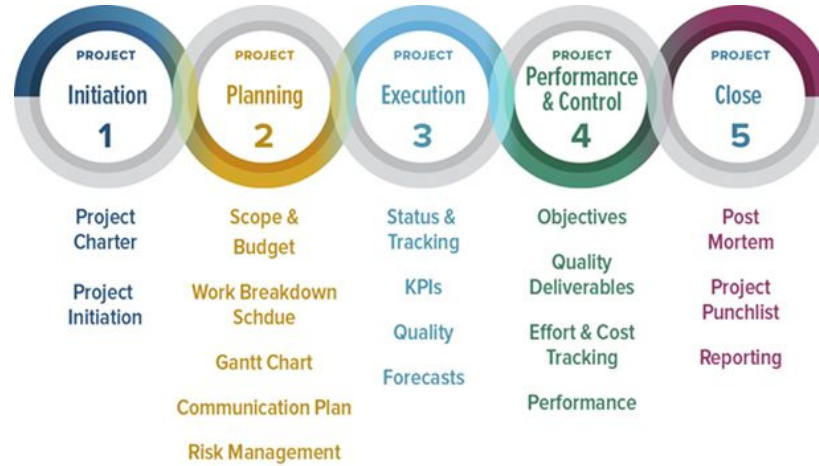 PROJECT
Initiation
1
Project
Charter
Project
Initiation
PROJECT
Planning
2
Scope &
Budget
Work Breakdown
Schdue
Gantt Chart
Communication Plan
Risk Management
PROJECT
Execution
3
Status &
Tracking
KPIs
Quality
Forecasts
PROJECT
Performance
& Control
4
Objectives
Quality
Deliverables
Effort & Cost
Tracking
Performance
PROJECT
Close
5
Post
Mortem
Project
Punchlist
Reporting